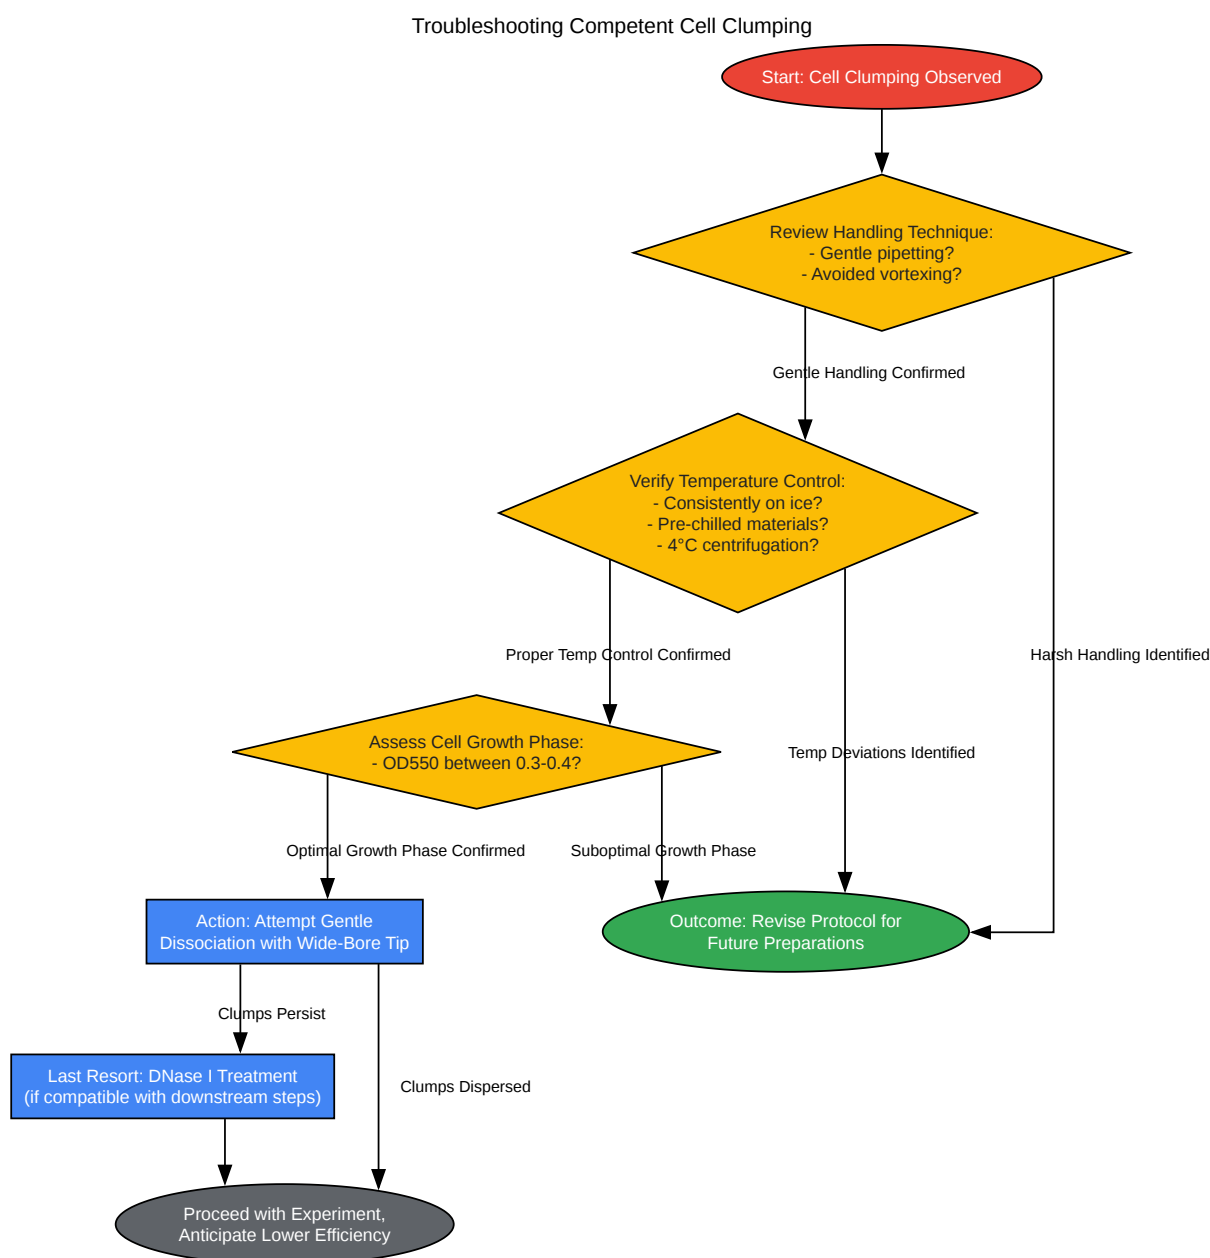 Troubleshooting Competent Cell Clumping
Start: Cell Clumping Observed
Review Handling Technique:
- Gentle pipetting?
- Avoided vortexing?
Gentle Handling Confirmed
Verify Temperature Control:
- Consistently on ice?
- Pre-chilled materials?
- 4°C centrifugation?
Proper Temp Control Confirmed
Harsh Handling Identified
Assess Cell Growth Phase:
- OD550 between 0.3-0.4?
Temp Deviations Identified
Optimal Growth Phase Confirmed
Suboptimal Growth Phase
Action: Attempt Gentle
Dissociation with Wide-Bore Tip
Outcome: Revise Protocol for
Future Preparations
Clumps Persist
Last Resort: DNase I Treatment
(if compatible with downstream steps)
Clumps Dispersed
Proceed with Experiment,
Anticipate Lower Efficiency